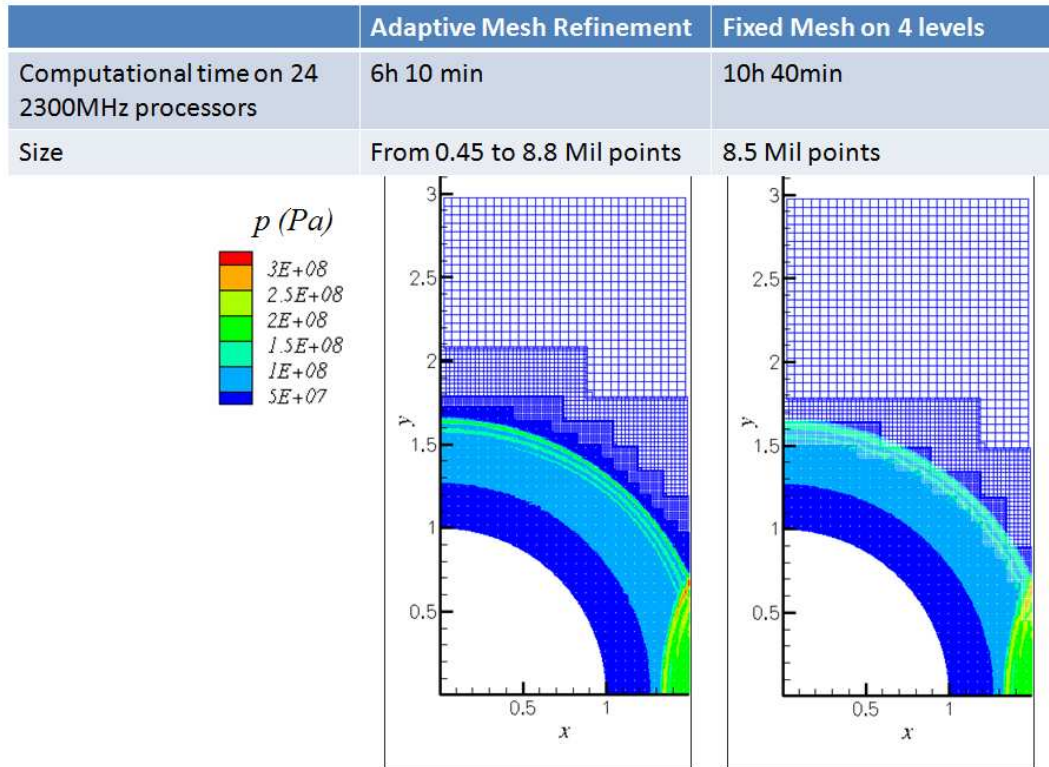 Adaptive Mesh Refinement Fixed Mesh on 4 levels
Computational time on 24 6h 10 min 10h 40min
2300MHz processors
Size From 0.45 to 8.8 Mil points 8.5 Mil points
p (Pa)
3E+08
2.5E+08
2E+08
1.5E+08
1E+08
5E+07
3
2.5
2
y
1.5
1
0.5
0.5 1
x
3
2.5
2
y
1.5
1
0.5
0.5 1
x